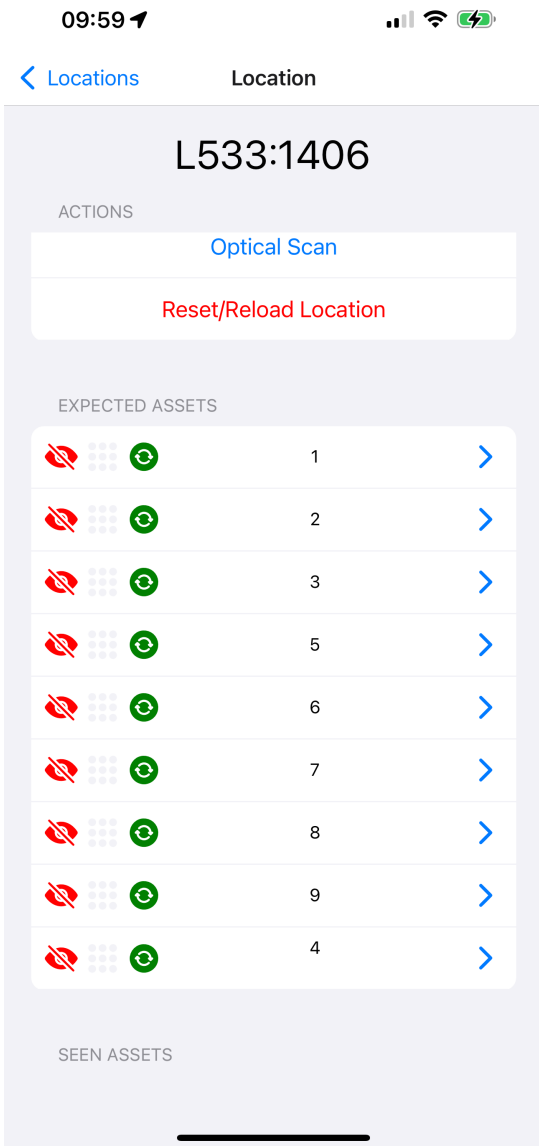 09:59
Locations
Location
L533:1406
ACTIONS
Optical Scan
Reset/Reload Location
EXPECTED ASSETS
1
2
3
5
6
7
8
9
4
SEEN ASSETS